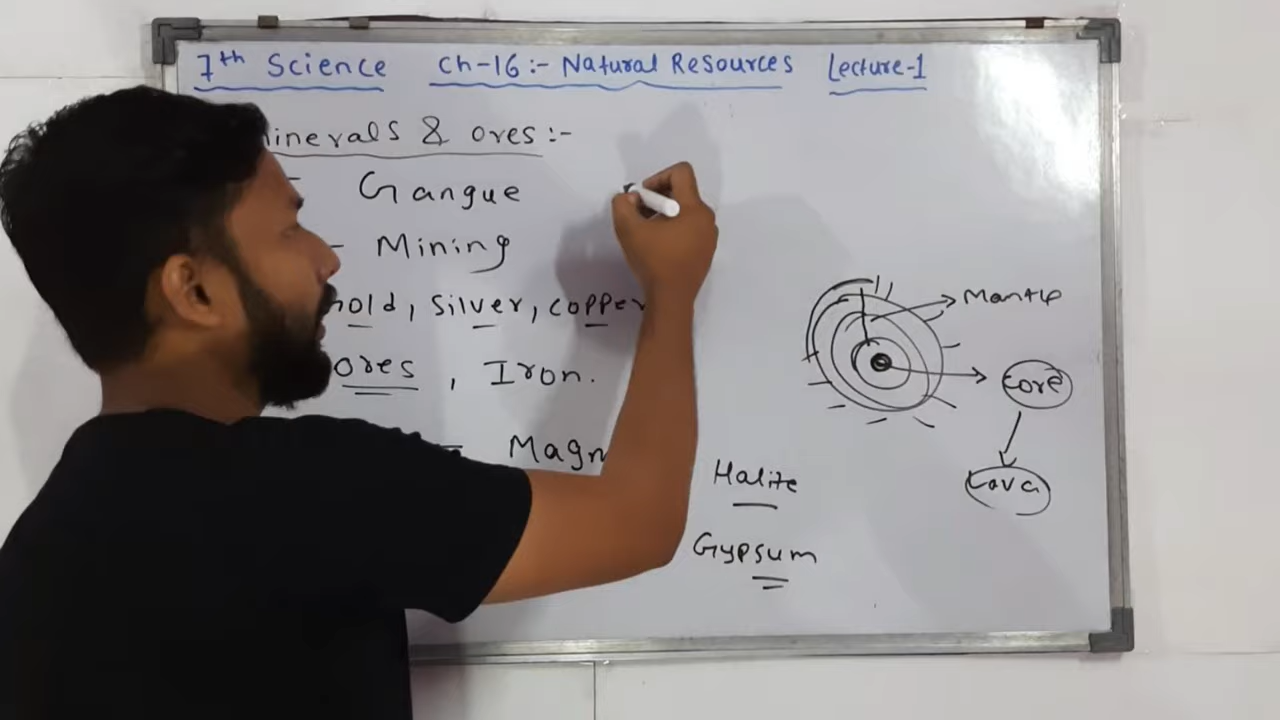 7th Science Ch-16:- Natural Resources Lecture-1
inerals & ores:-
Gangue
- Mining
old, silver, copper
ores, Iron.
Magn
Halite
Gypsum
Mantle
core
Lava